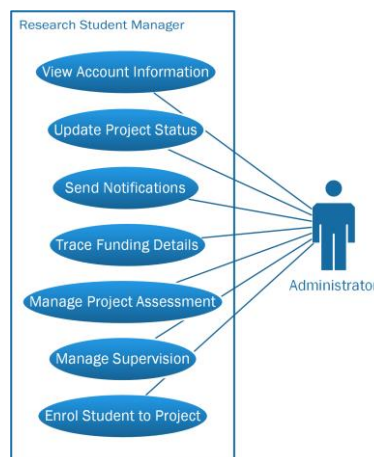 Research Student Manager
View Account Information
Update Project Status
Send Notifications
Trace Funding Details
Administrator
Manage Project Assessment
Manage Supervision
Enrol Student to Project